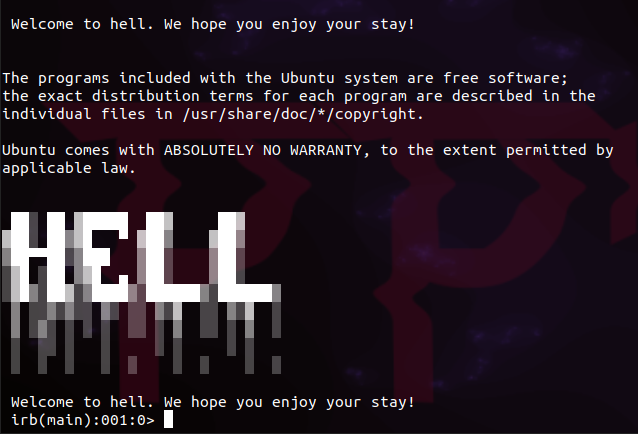 Welcome to hell. We hope you enjoy your stay!
The programs included with the Ubuntu system are free software;
the exact distribution terms for each program are described in the
individual files in /usr/share/doc/*/copyright.
Ubuntu comes with ABSOLUTELY NO WARRANTY, to the extent permitted by
applicable law.
HELL
Welcome to hell. We hope you enjoy your stay!
irb(main):001:0>